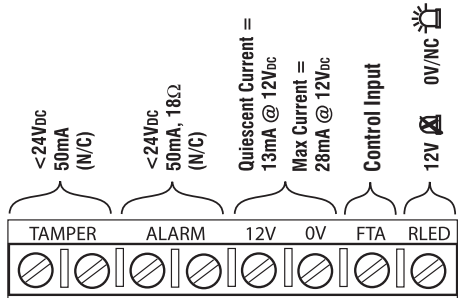 <24VDC
50mA
(N/C)
<24VDC
50mA, 18Ω
(N/C)
Quiescent Current =
13mA @ 12VDC
Max Current =
28mA @ 12VDC
Control Input
12V
0V/NC
TAMPER ALARM 12V 0V FTA RLED